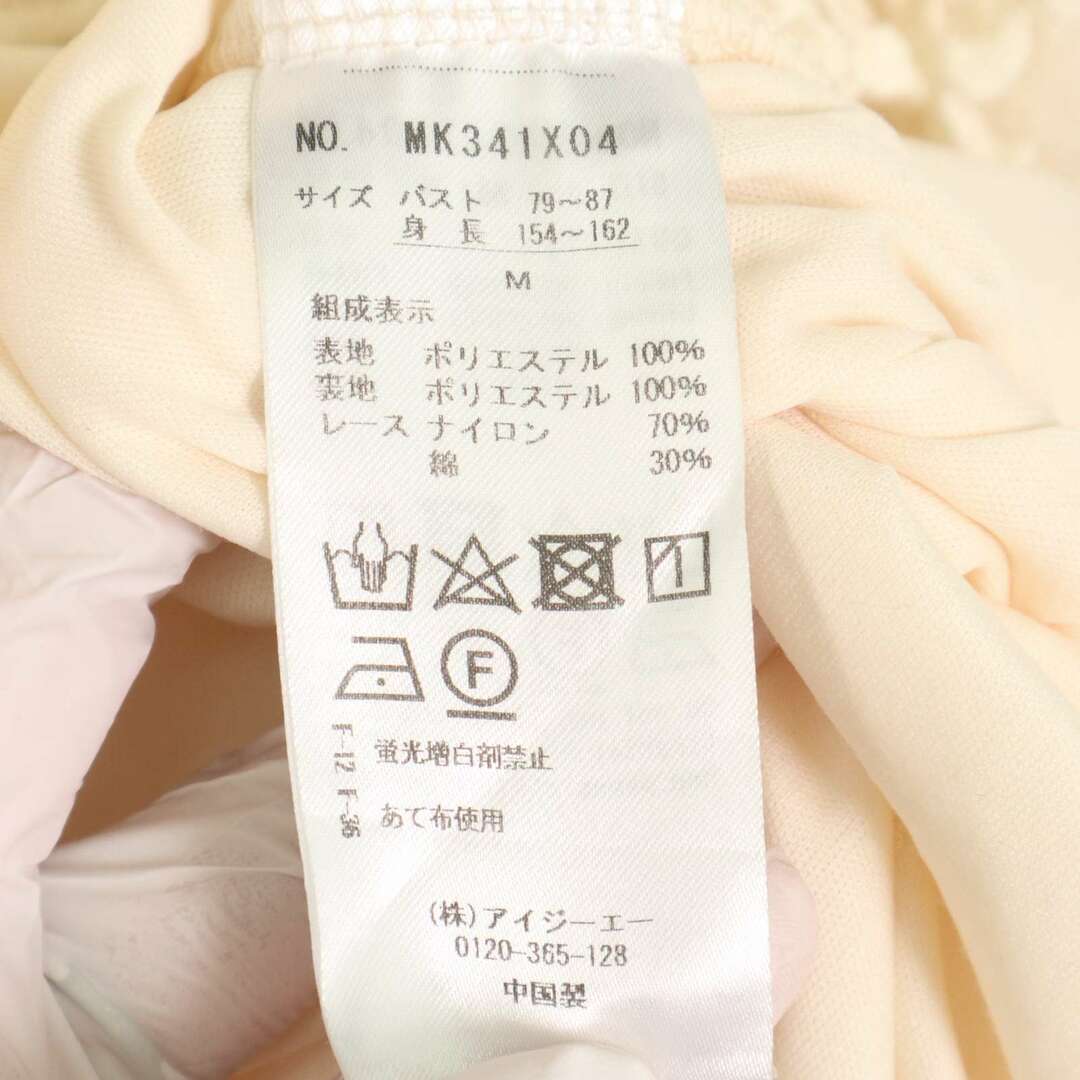 NO. MK341X04
サイズ バスト 79〜87
身 長 154〜162
M
組成表示
表地 ポリエステル 100%
裏地 ポリエステル 100%
レース ナイロン 70%
綿 30%
F
F-12 F-36
蛍光増白剤禁止
あて布使用
(株)アイジーエー
0120-365-128
中国製